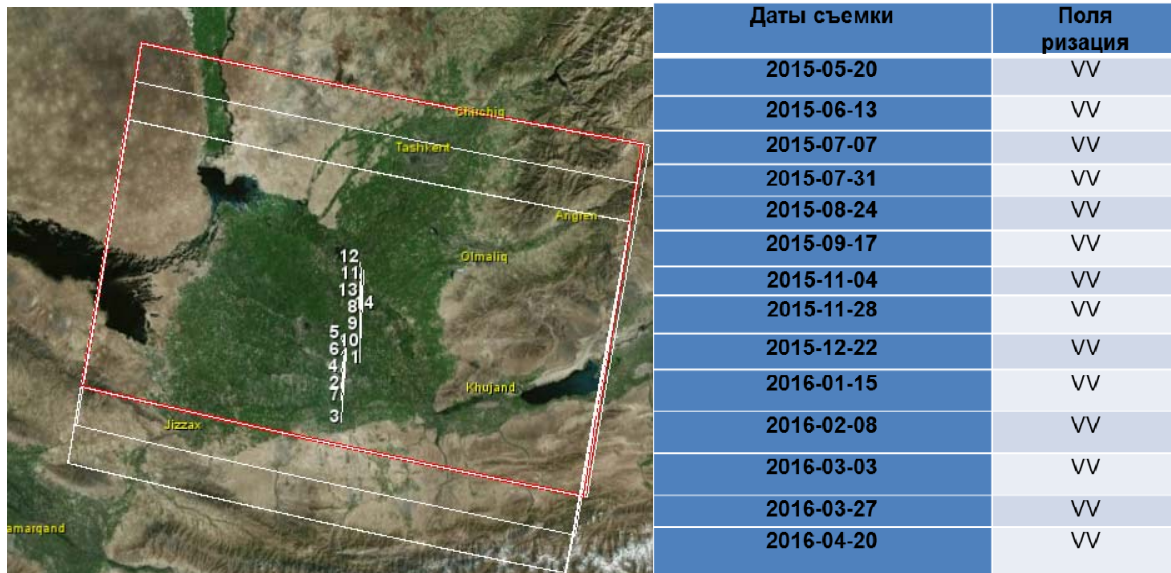 Chirchiq
Tashkent
Angren
Olmaliq
12
11
13
4
8
9
5
10
6
1
4
2
7
3
Khujand
Jizzax
amarqand
Даты съемки Поля
ризация
2015-05-20 VV
2015-06-13 VV
2015-07-07 VV
2015-07-31 VV
2015-08-24 VV
2015-09-17 VV
2015-11-04 VV
2015-11-28 VV
2015-12-22 VV
2016-01-15 VV
2016-02-08 VV
2016-03-03 VV
2016-03-27 VV
2016-04-20 VV